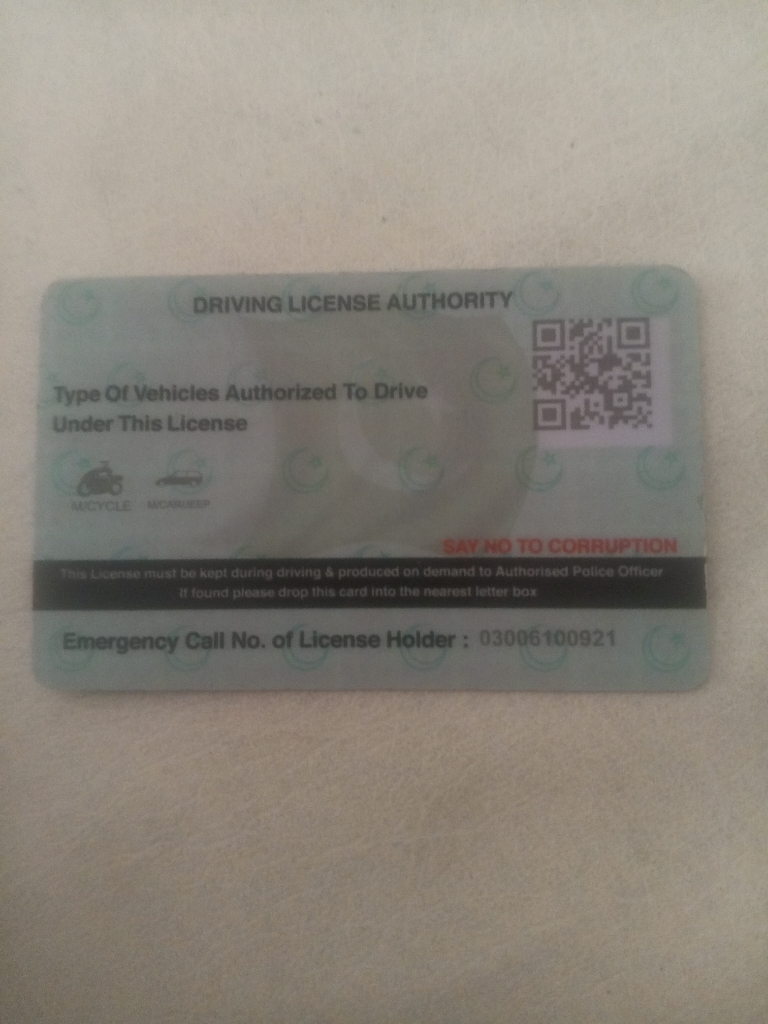 DRIVING LICENSE AUTHORITY
Type Of Vehicles Authorized To Drive
Under This License
M/CYCLE M/CAR/JEEP
SAY NO TO CORRUPTION
This License must be kept during driving & produced on demand to Authorised Police Officer
If found please drop this card into the nearest letter box
Emergency Call No. of License Holder : 03006100921